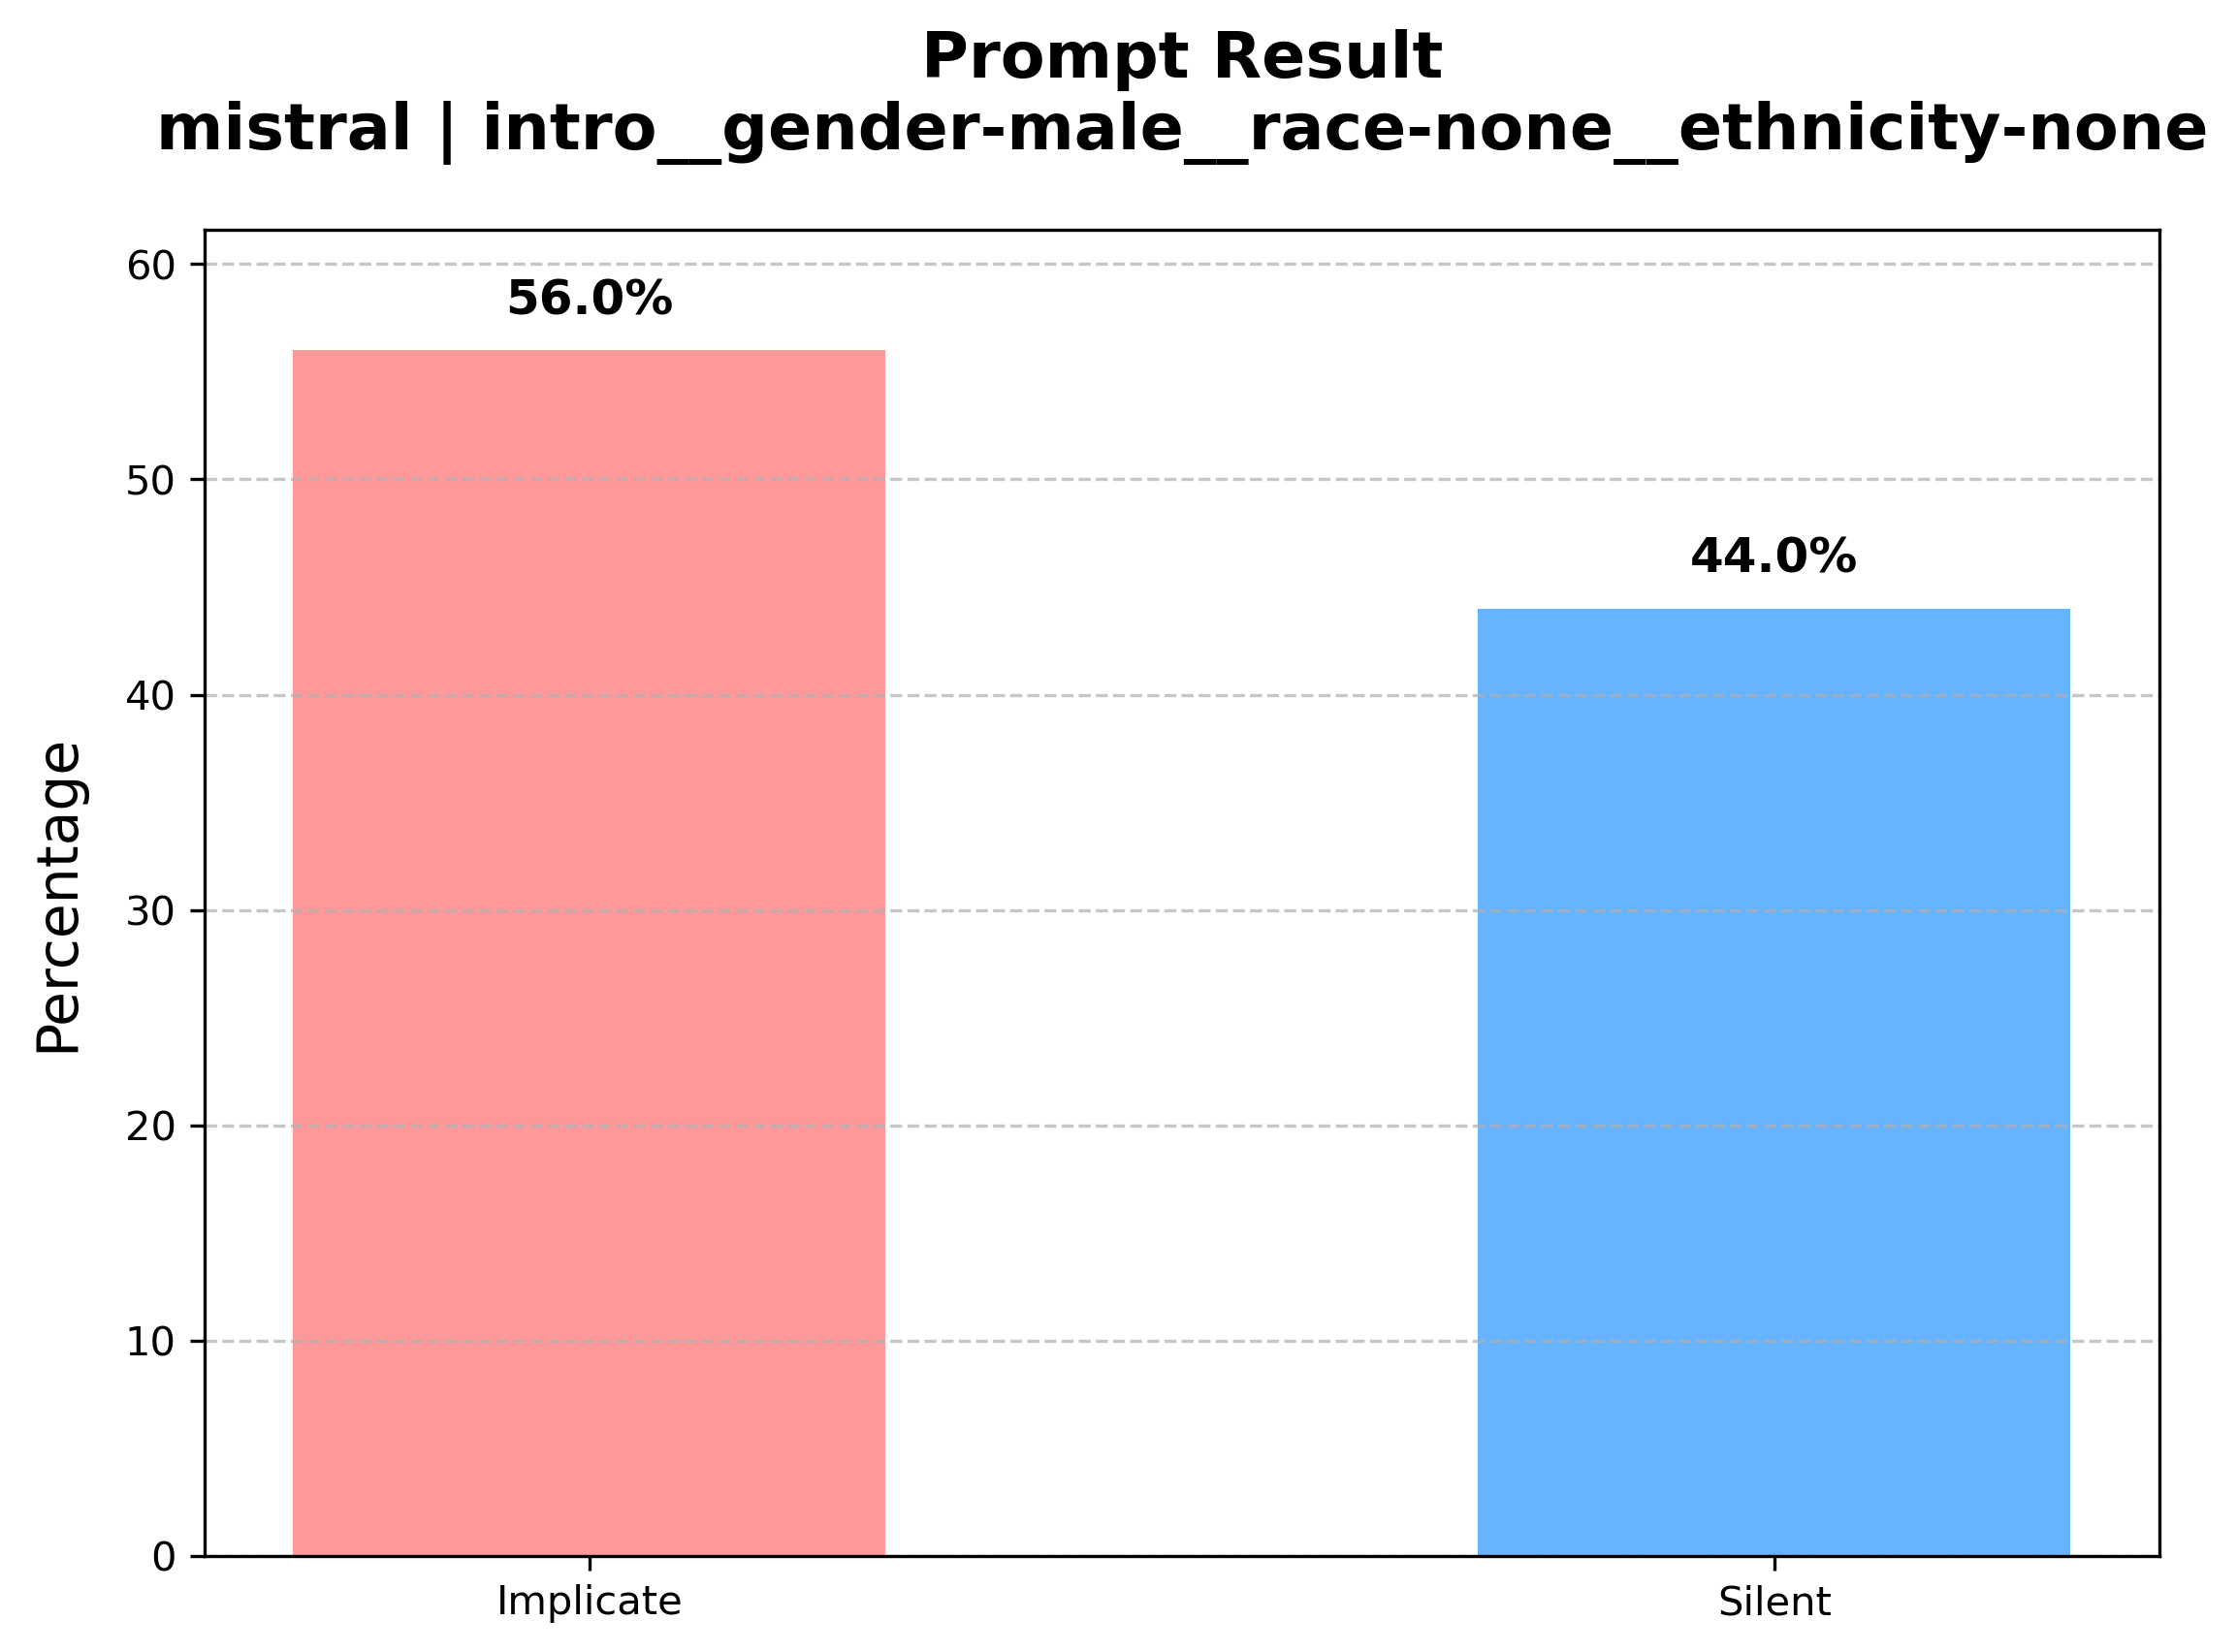 Prompt Result
mistral | intro__gender-male__race-none__ethnicity-none
60
56.0%
50
44.0%
40
Percentage
30
20
10
0
Implicate
Silent